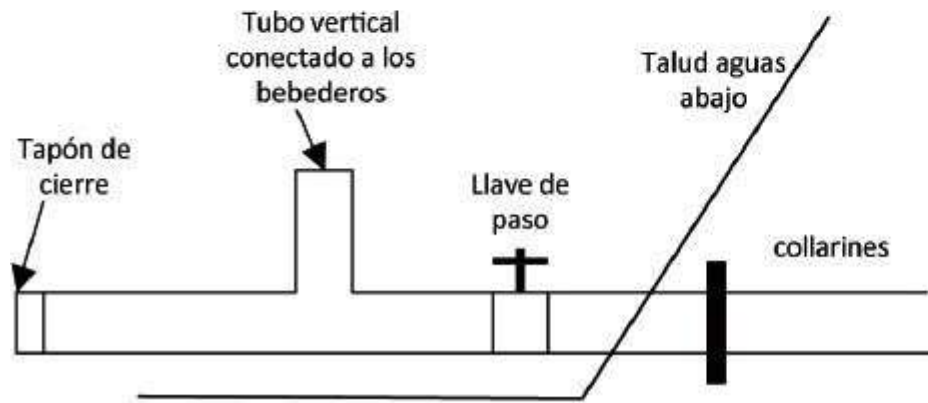 Tubo vertical
conectado a los
bebederos
Talud aguas
abajo
Tapón de
cierre
Llave de
paso
collarines